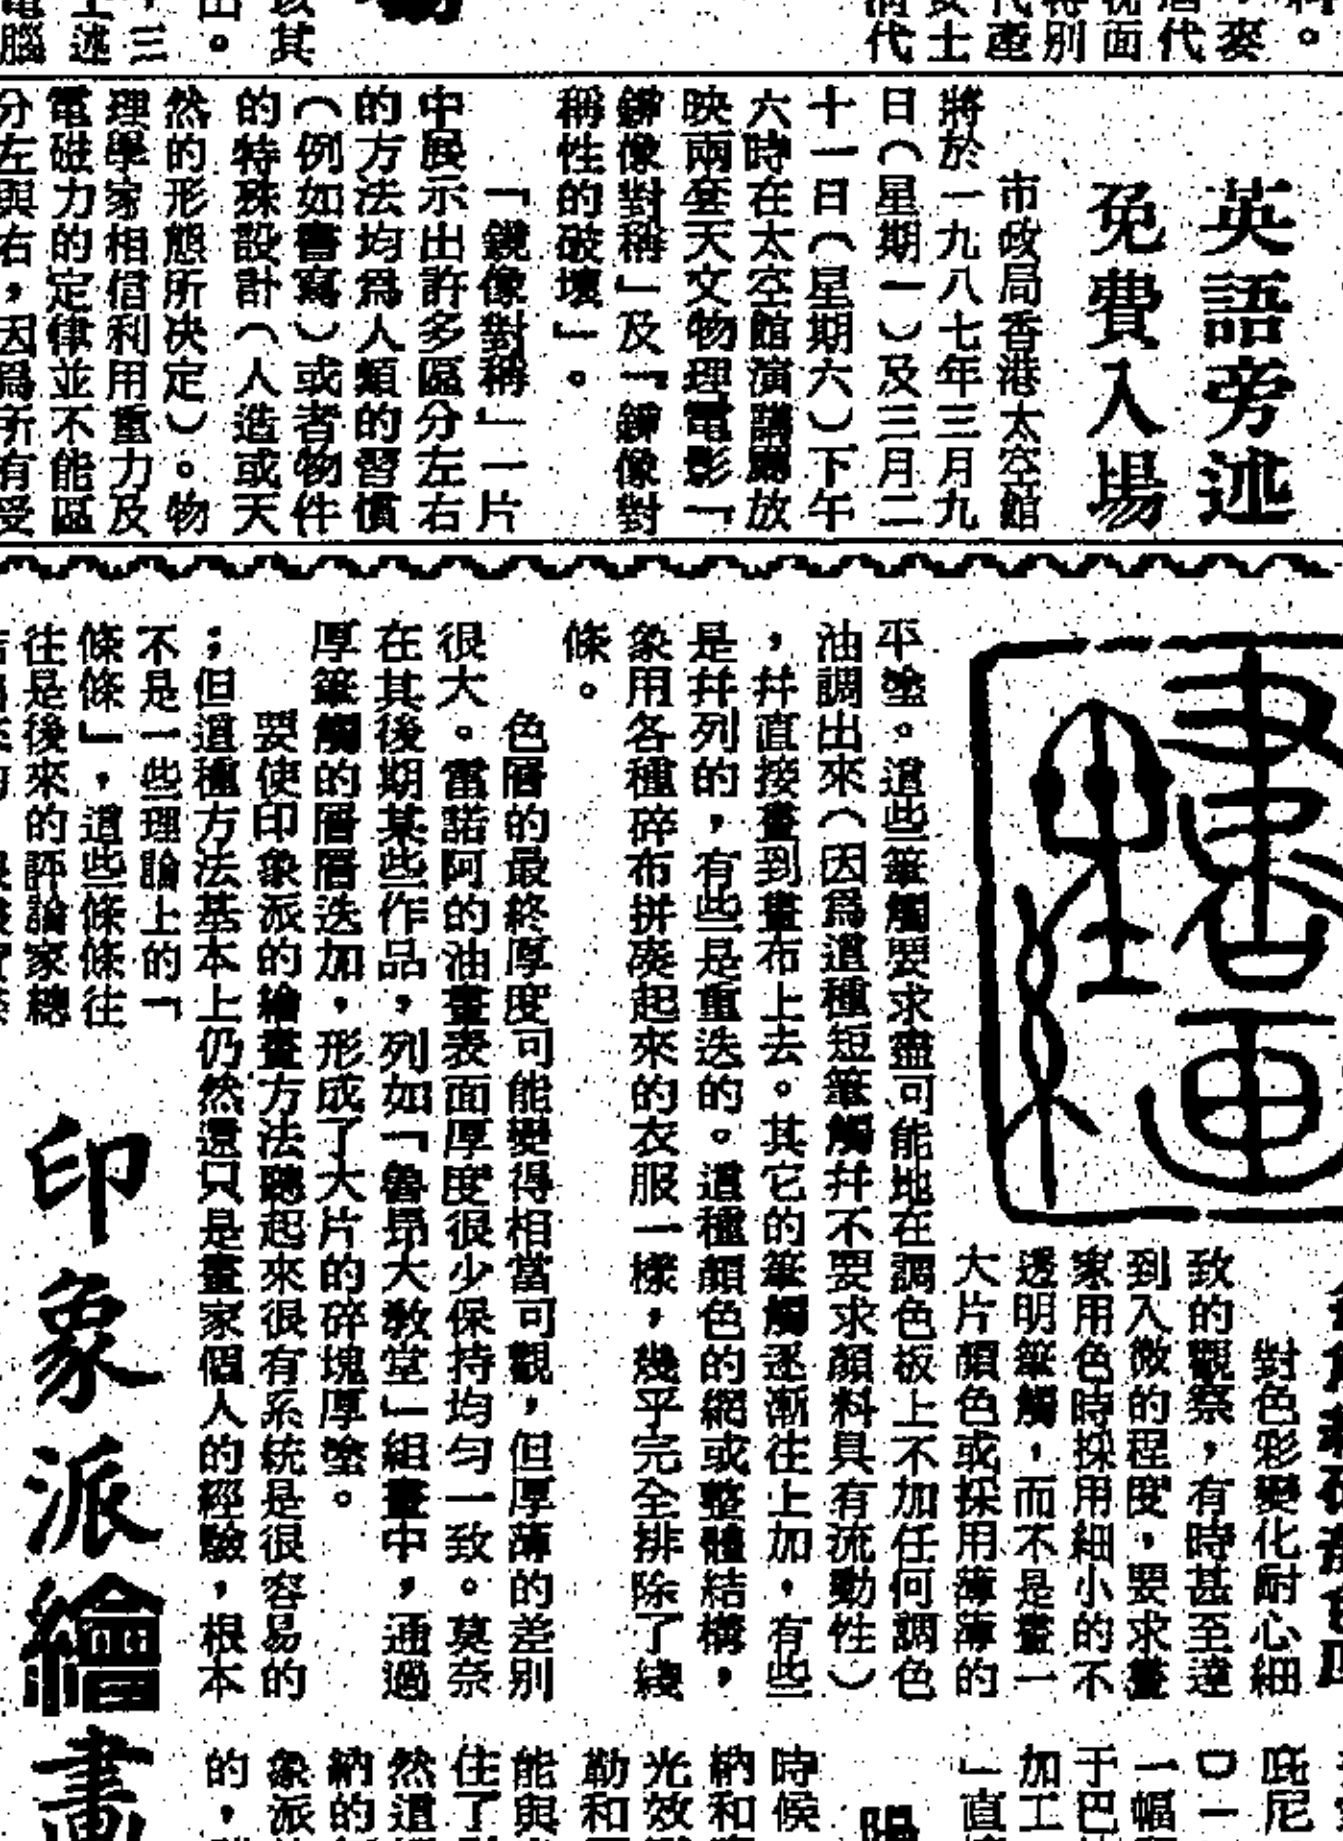 英語旁述
免費入場
市政局香港太空館
將於一九八七年三月九
日（星期一）及三月二
十一日（星期六）下午
六時在太空館演講廳放
映兩套天文物理電影「
鏡像對稱」及「鏡像對
稱性的破壞」。
「鏡像對稱」一片
中展示出許多區分左右
的方法均爲人類的習慣
（例如書寫）或者物件
的特殊設計（人造或天
然的形態所決定）。物
理學家相信利用重力及
電磁力的定律並不能區
分左與右，因爲所有受
對色彩變化耐心細
致的觀察，有時甚至達
到入微的程度，要求畫
家用色時採用細小的不
透明筆觸，而不是畫一
大片顏色或採用薄薄的
平塗。這些筆觸要求盡可能地在調色板上不加任何調色
油調出來（因爲這種短筆觸幷不要求顏料具有流動性）
，幷直接畫到畫布上去。其它的筆觸逐漸往上加，有些
是幷列的，有些是重迭的。這種顏色的網或整體結構，
象用各種碎布拼湊起來的衣服一樣，幾乎完全排除了綫
條。
色層的最終厚度可能變得相當可觀，但厚薄的差別
很大。雷諾阿的油畫表面厚度很少保持均勻一致。莫奈
在其後期某些作品，列如「魯昂大教堂」組畫中，通過
厚筆觸的層層迭加，形成了大片的碎塊厚塗。
要使印象派的繪畫方法聽起來很有系統是很容易的
；但這種方法基本上仍然還只是畫家個人的經驗，根本
不是一些理論上的「
條條」，這些條條往
往是後來的評論家總
印象派繪畫